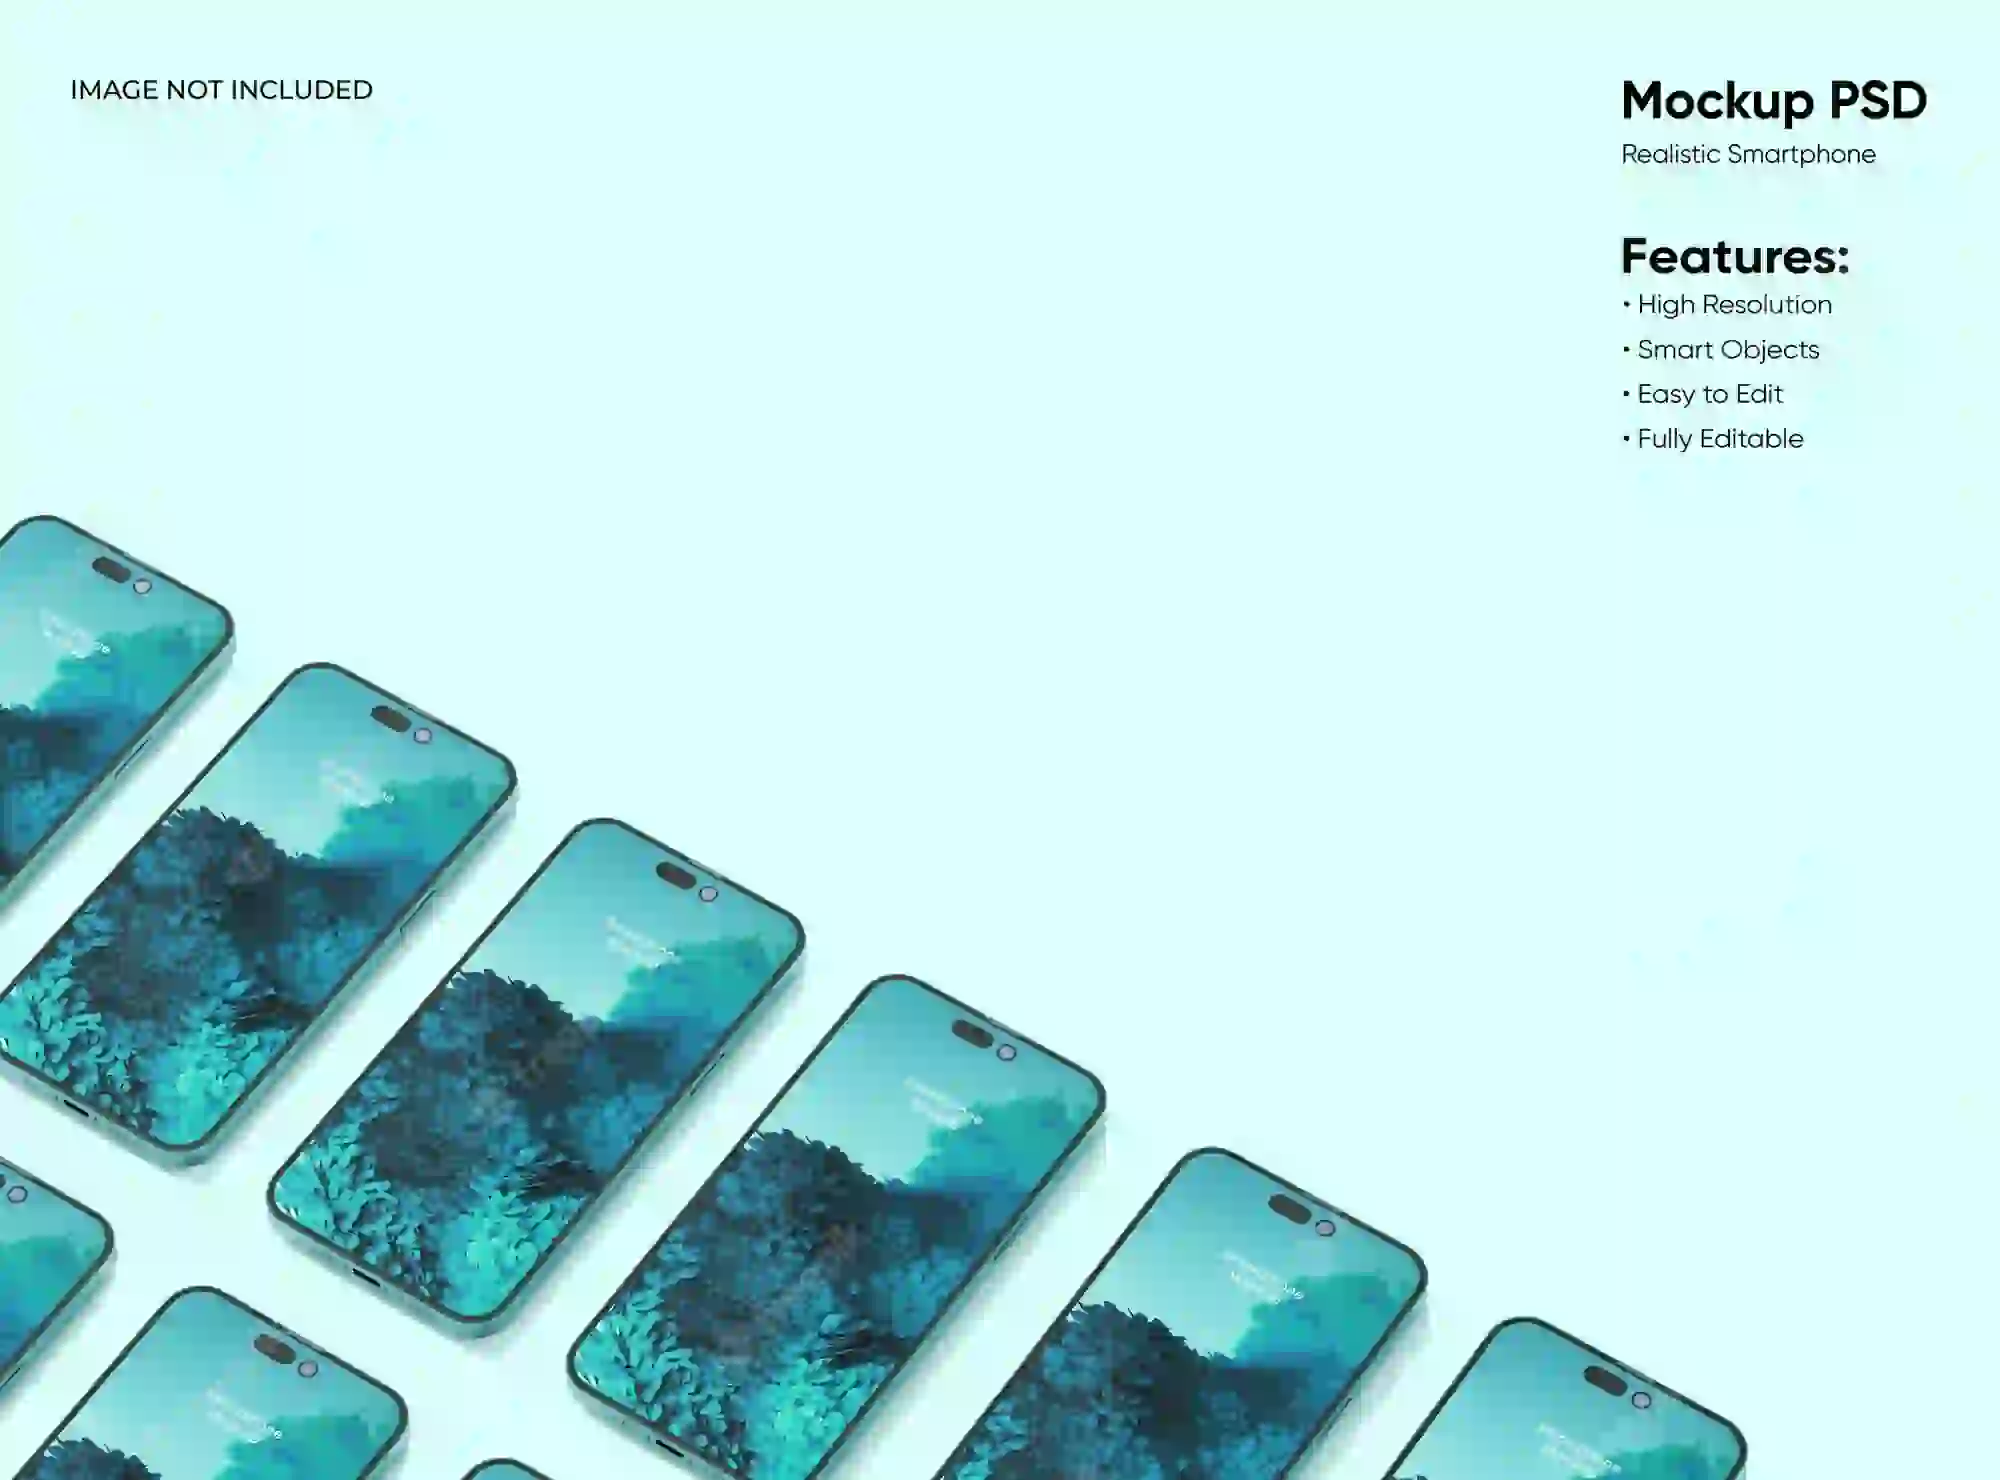 IMAGE NOT INCLUDED
Mockup PSD
Realistic Smartphone
Features:
• High Resolution
• Smart Objects
• Easy to Edit
• Fully Editable